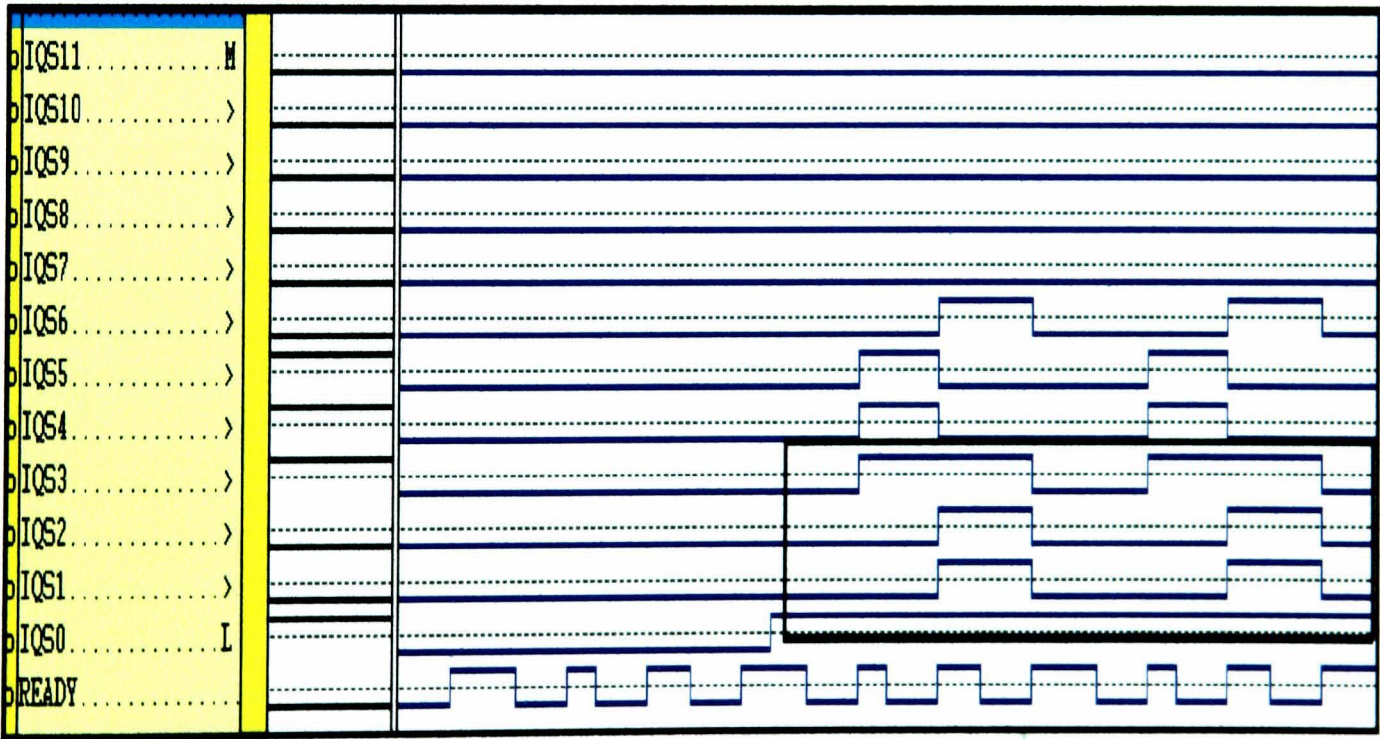 IQS11..............M
IQS10..............>
IQS9...............>
IQS8...............>
IQS7...............>
IQS6...............>
IQS5...............>
IQS4...............>
IQS3...............>
IQS2...............>
IQS1...............>
IQS0...............L
READY..............